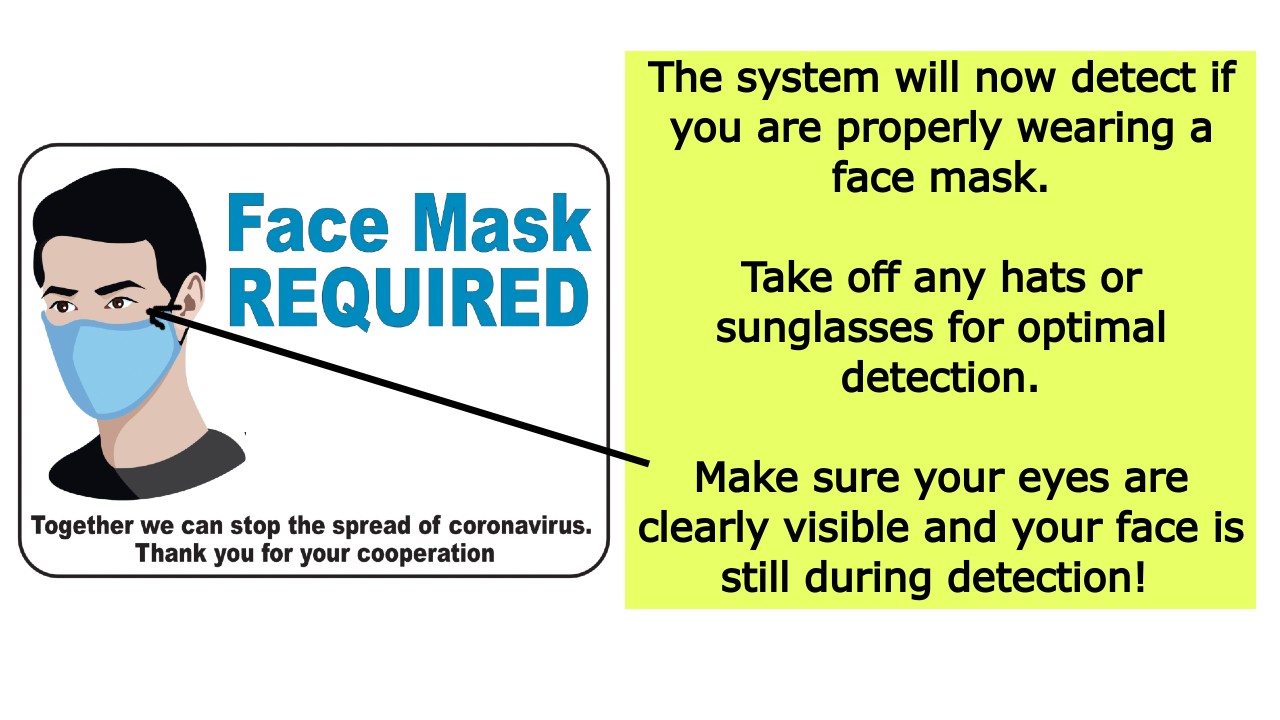 Face Mask
REQUIRED
Together we can stop the spread of coronavirus.
Thank you for your cooperation
The system will now detect if
you are properly wearing a
face mask.
Take off any hats or
sunglasses for optimal
detection.
Make sure your eyes are
clearly visible and your face is
still during detection!